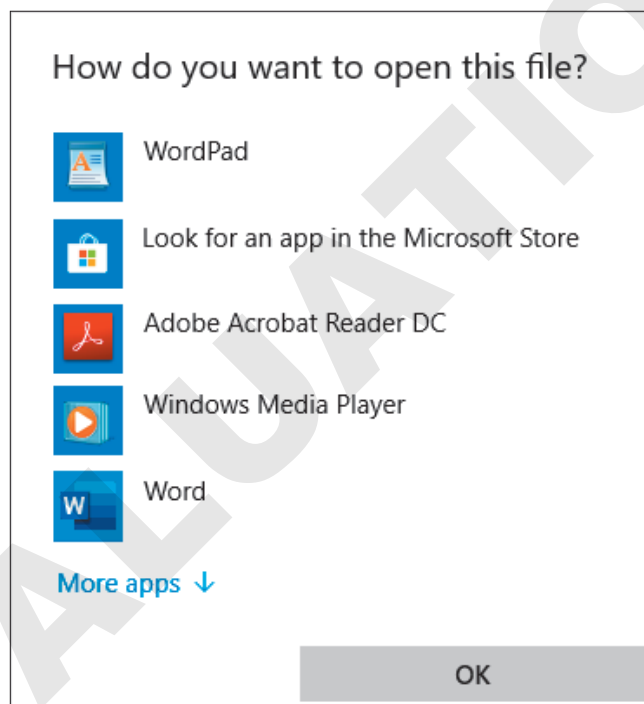 How do you want to open this file?
WordPad
Look for an app in the Microsoft Store
Adobe Acrobat Reader DC
Windows Media Player
Word
More apps ↓
OK
ALUATIO